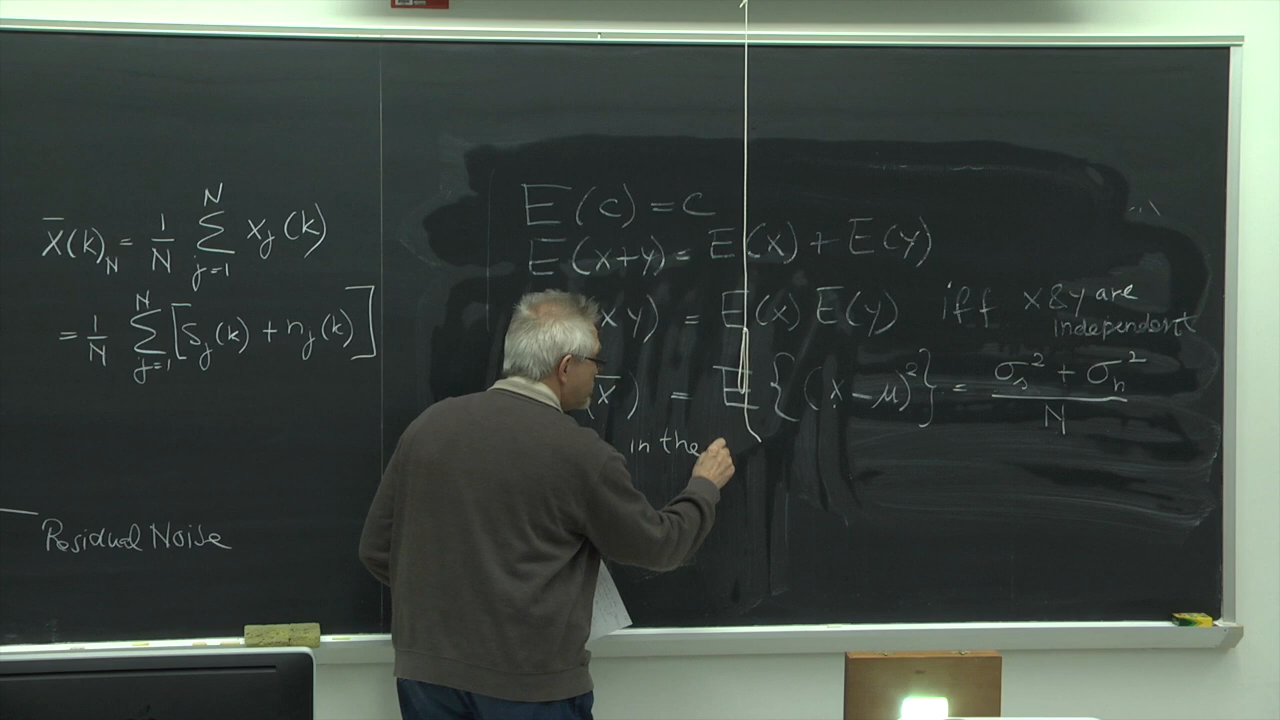 x̄(k)_N = 1/N Σ_{j=1}^{N} x_j(k)
= 1/N Σ_{j=1}^{N} [s_j(k) + n_j(k)]
Residual Noise
E(c) = c
E(x+y) = E(x) + E(y)
xy) = E(x) E(y) iff x & y are
independent
(x̄) = E{(x-μ)²} = σ_s² + σ_n² / N
in the